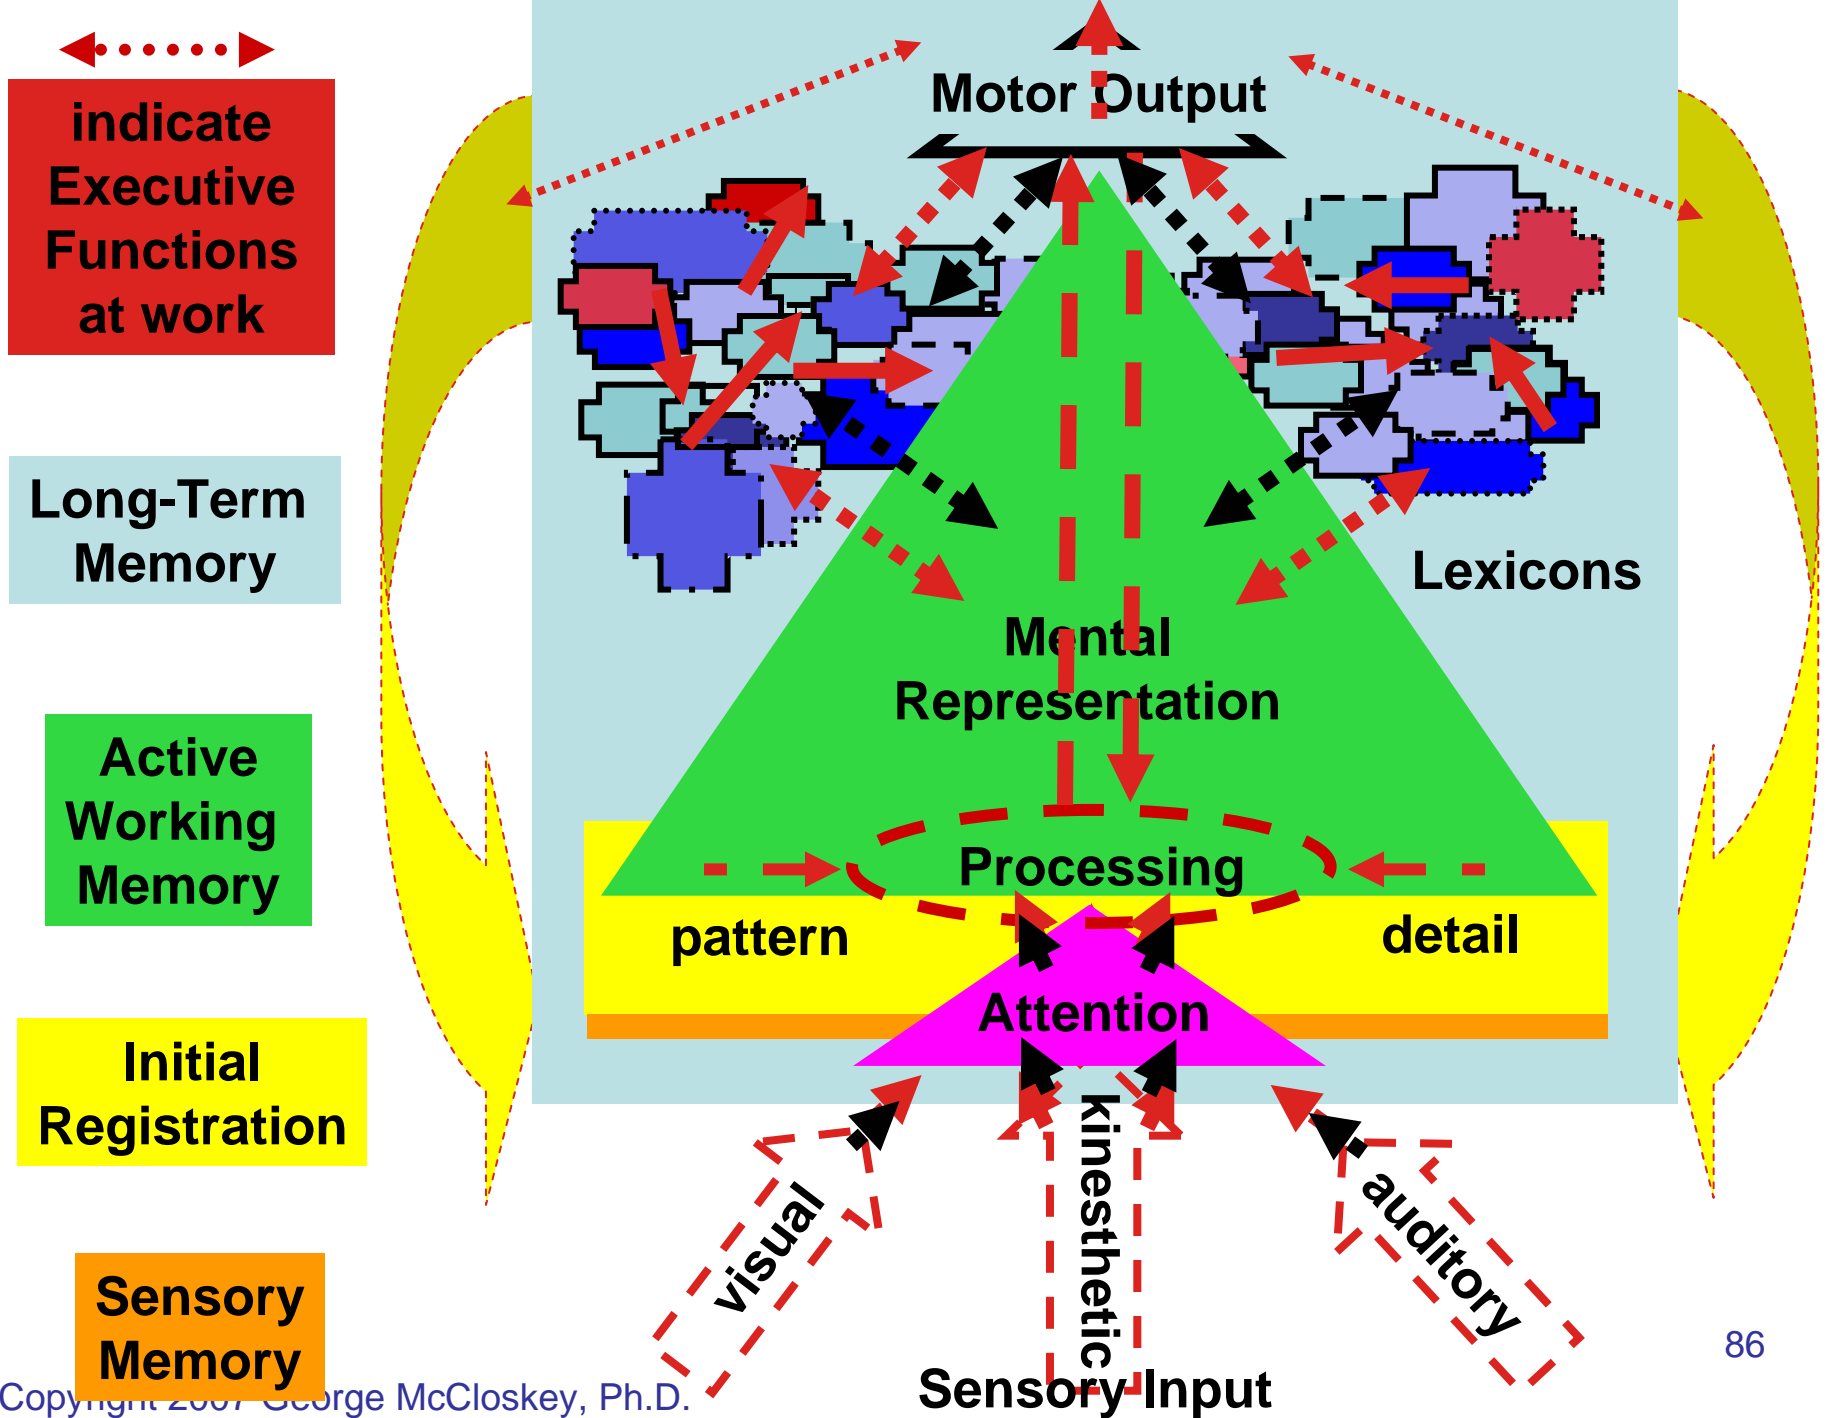 indicate
Executive
Functions
at work
Long-Term
Memory
Active
Working
Memory
Initial
Registration
Sensory
Memory
Motor Output
Lexicons
Mental
Representation
Processing
pattern
detail
Attention
visual
kinesthetic
auditory
Sensory Input
86
Copyright 2007 George McCloskey, Ph.D.